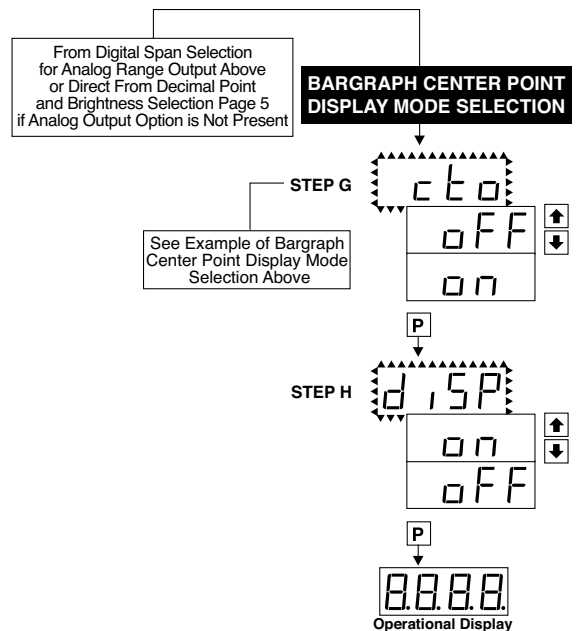 From Digital Span Selection
for Analog Range Output Above
or Direct From Decimal Point
and Brightness Selection Page 5
if Analog Output Option is Not Present
BARGRAPH CENTER POINT
DISPLAY MODE SELECTION
STEP G
cto
oFF
on
See Example of Bargraph
Center Point Display Mode
Selection Above
P
STEP H
diSP
on
oFF
P
8.8.8.8.
Operational Display